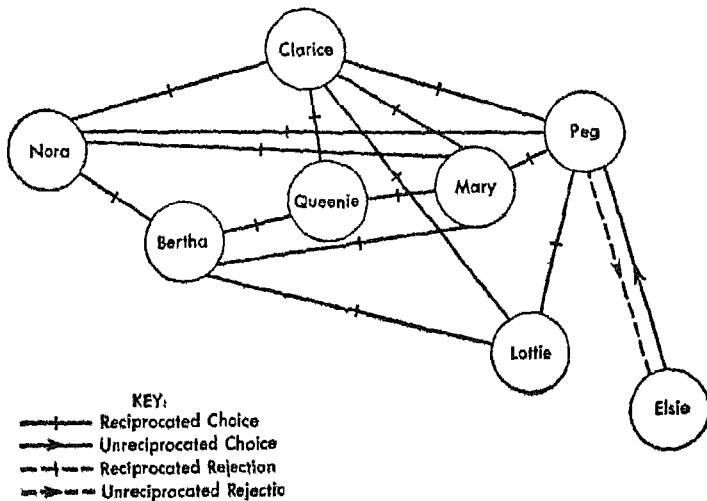 Clarice
Peg
Nora
Mary
Queenie
Bertha
Lottie
Elsie
KEY:
Reciprocated Choice
Unreciprocated Choice
Reciprocated Rejection
Unreciprocated Rejectio